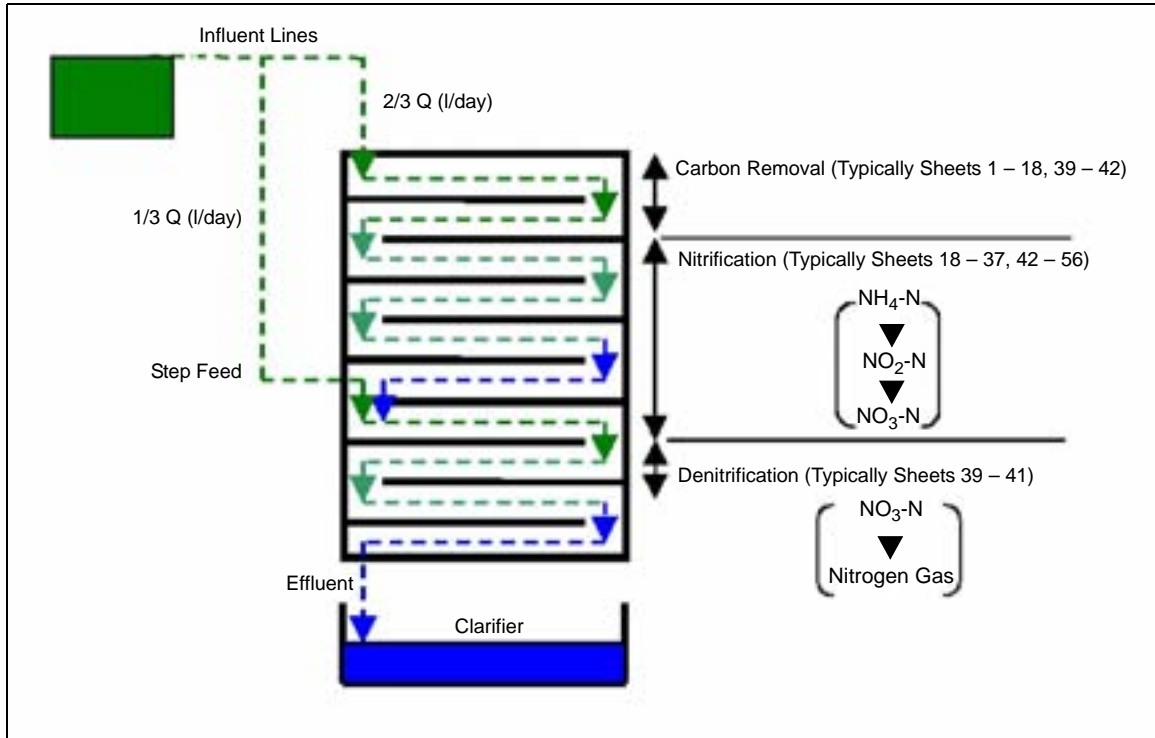 Influent Lines
2/3 Q (l/day)
Carbon Removal (Typically Sheets 1 – 18, 39 – 42)
1/3 Q (l/day)
Nitrification (Typically Sheets 18 – 37, 42 – 56)
NH4-N
NO2-N
NO3-N
Step Feed
Denitrification (Typically Sheets 39 – 41)
NO3-N
Nitrogen Gas
Effluent
Clarifier